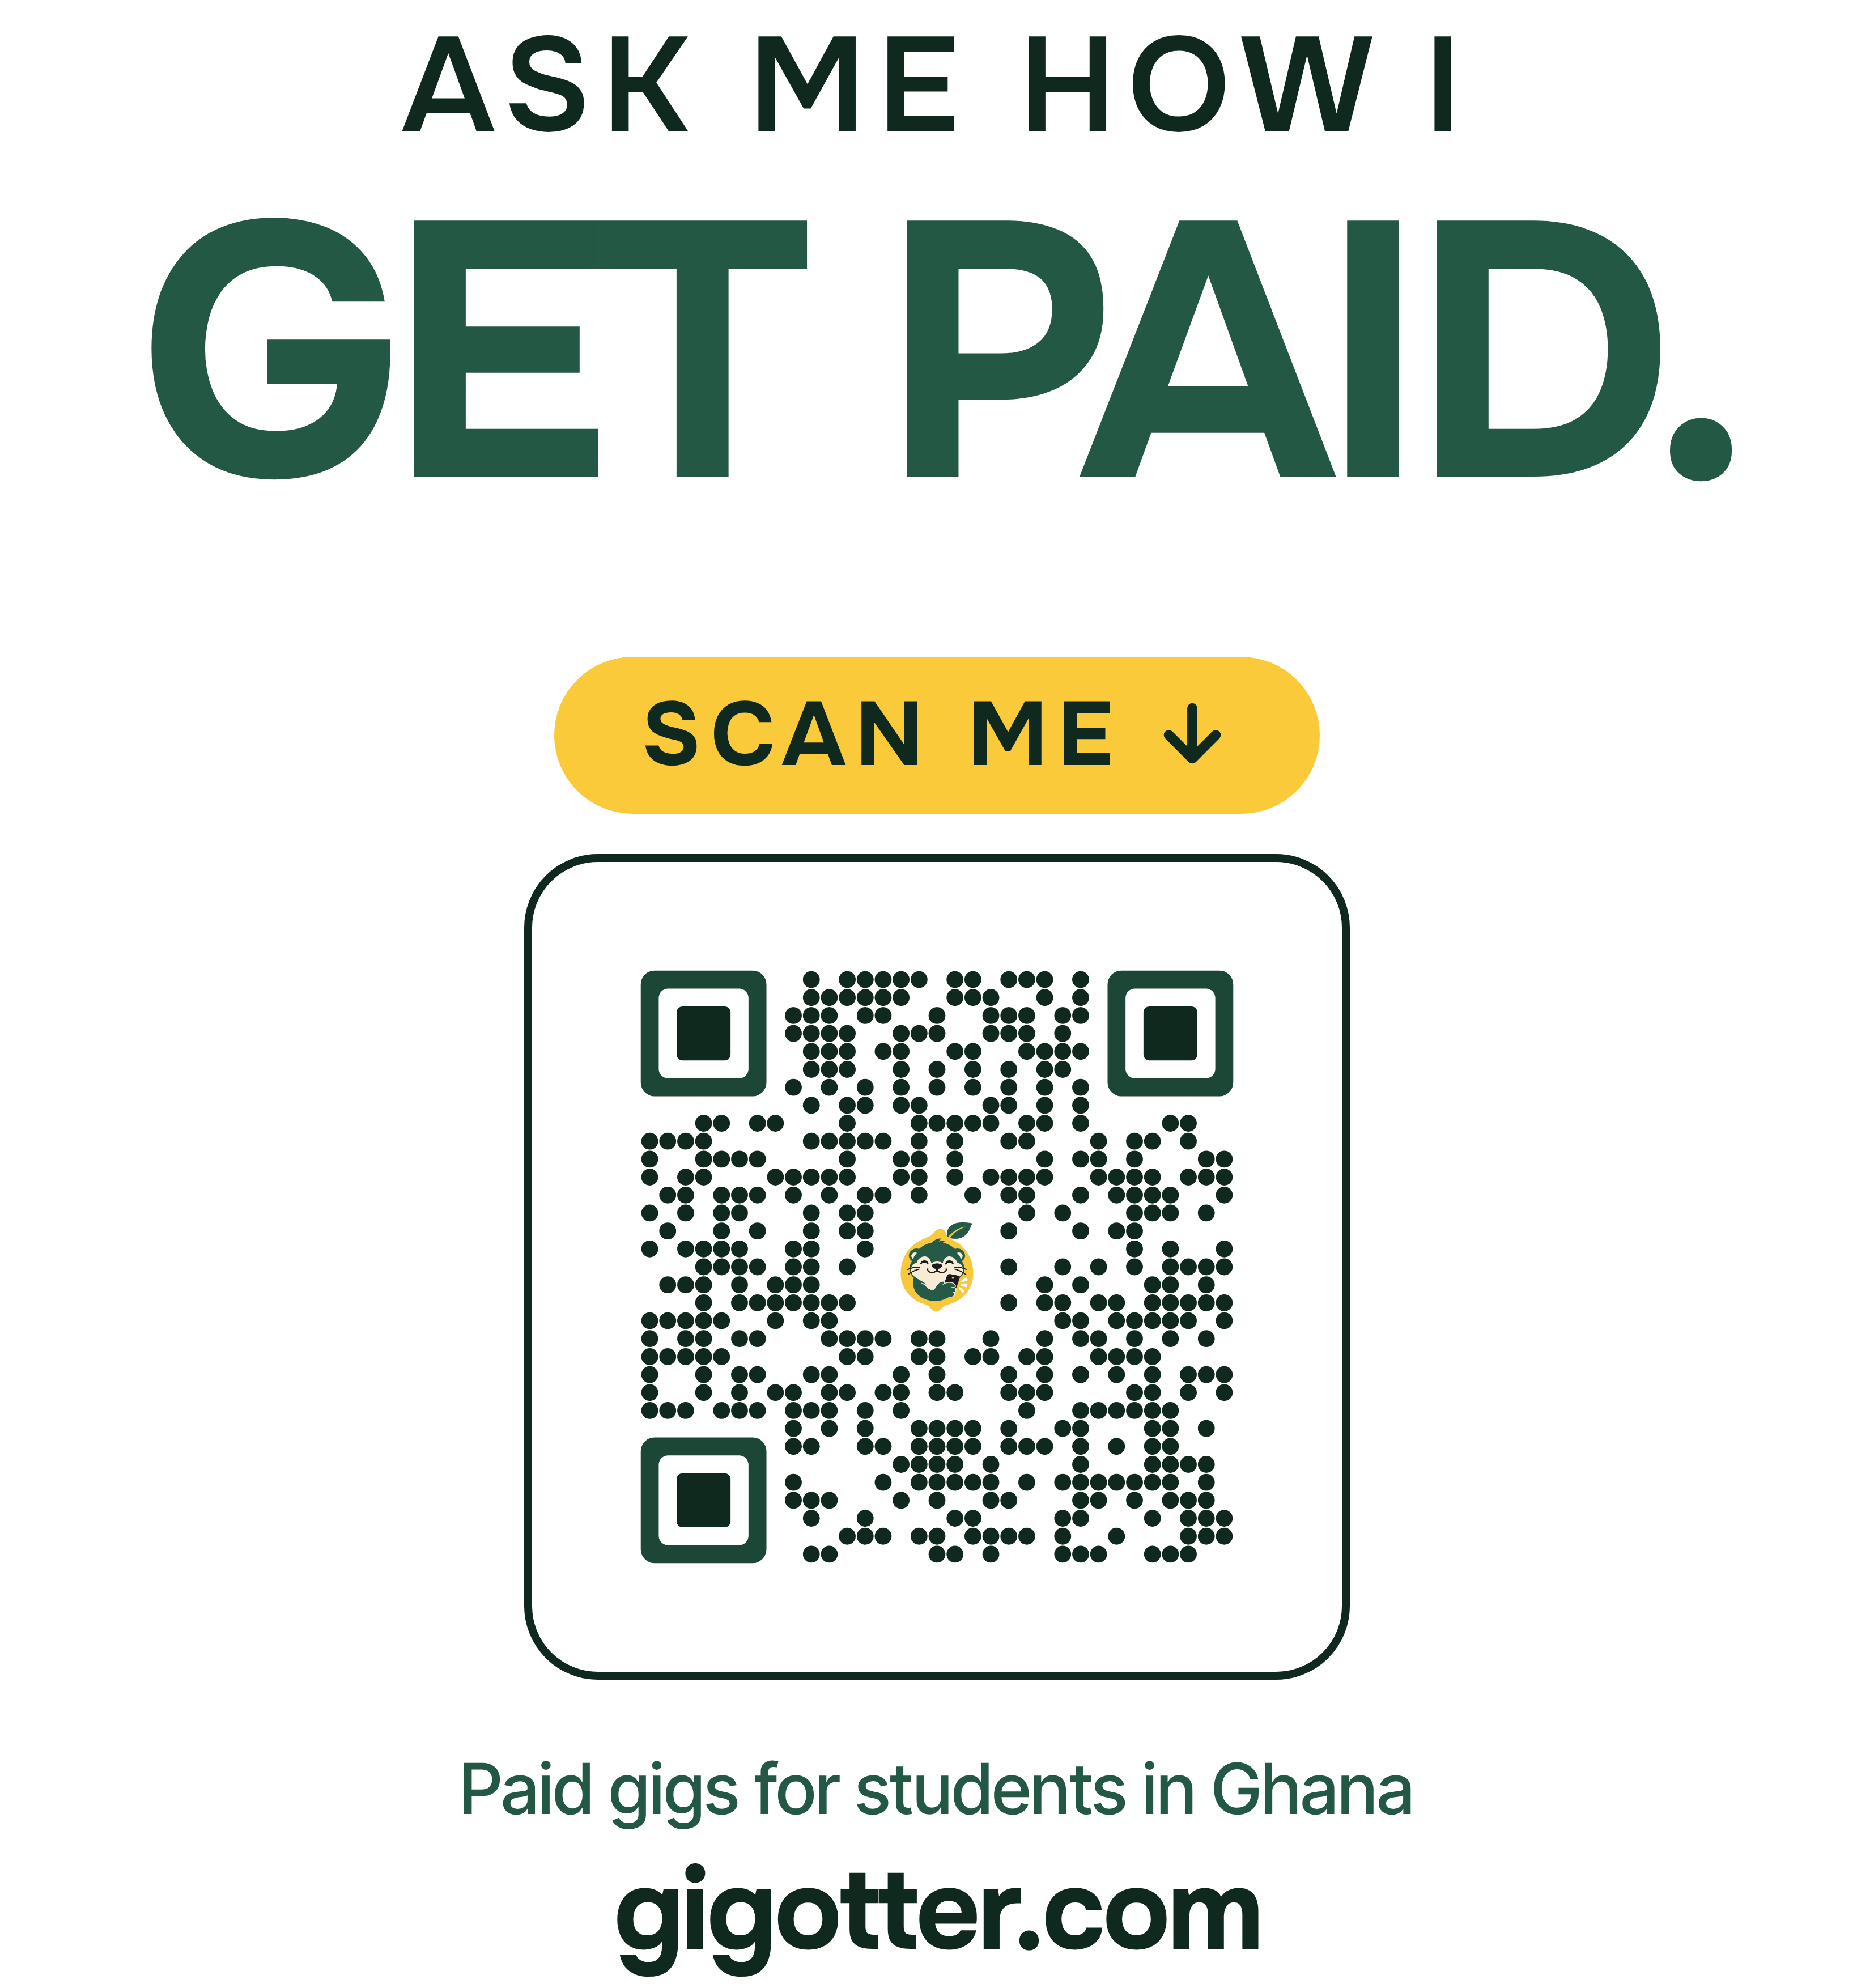 ASK ME HOW I
GET PAID.
SCAN ME ↓
Paid gigs for students in Ghana
gigotter.com